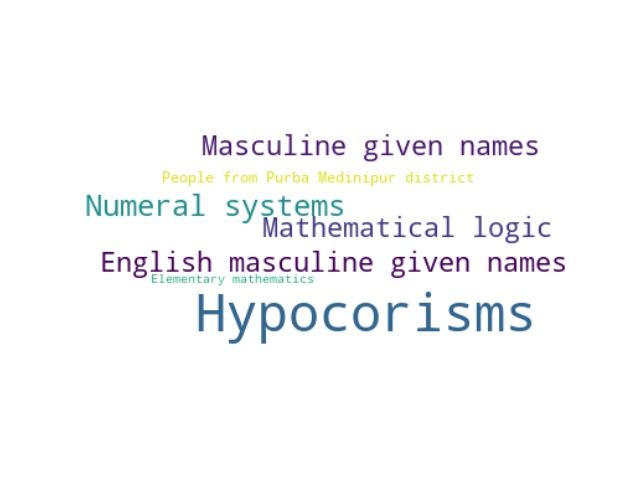 Masculine given names
People from Purba Medinipur district
Numeral systems
Mathematical logic
English masculine given names
Elementary mathematics
Hypocorisms